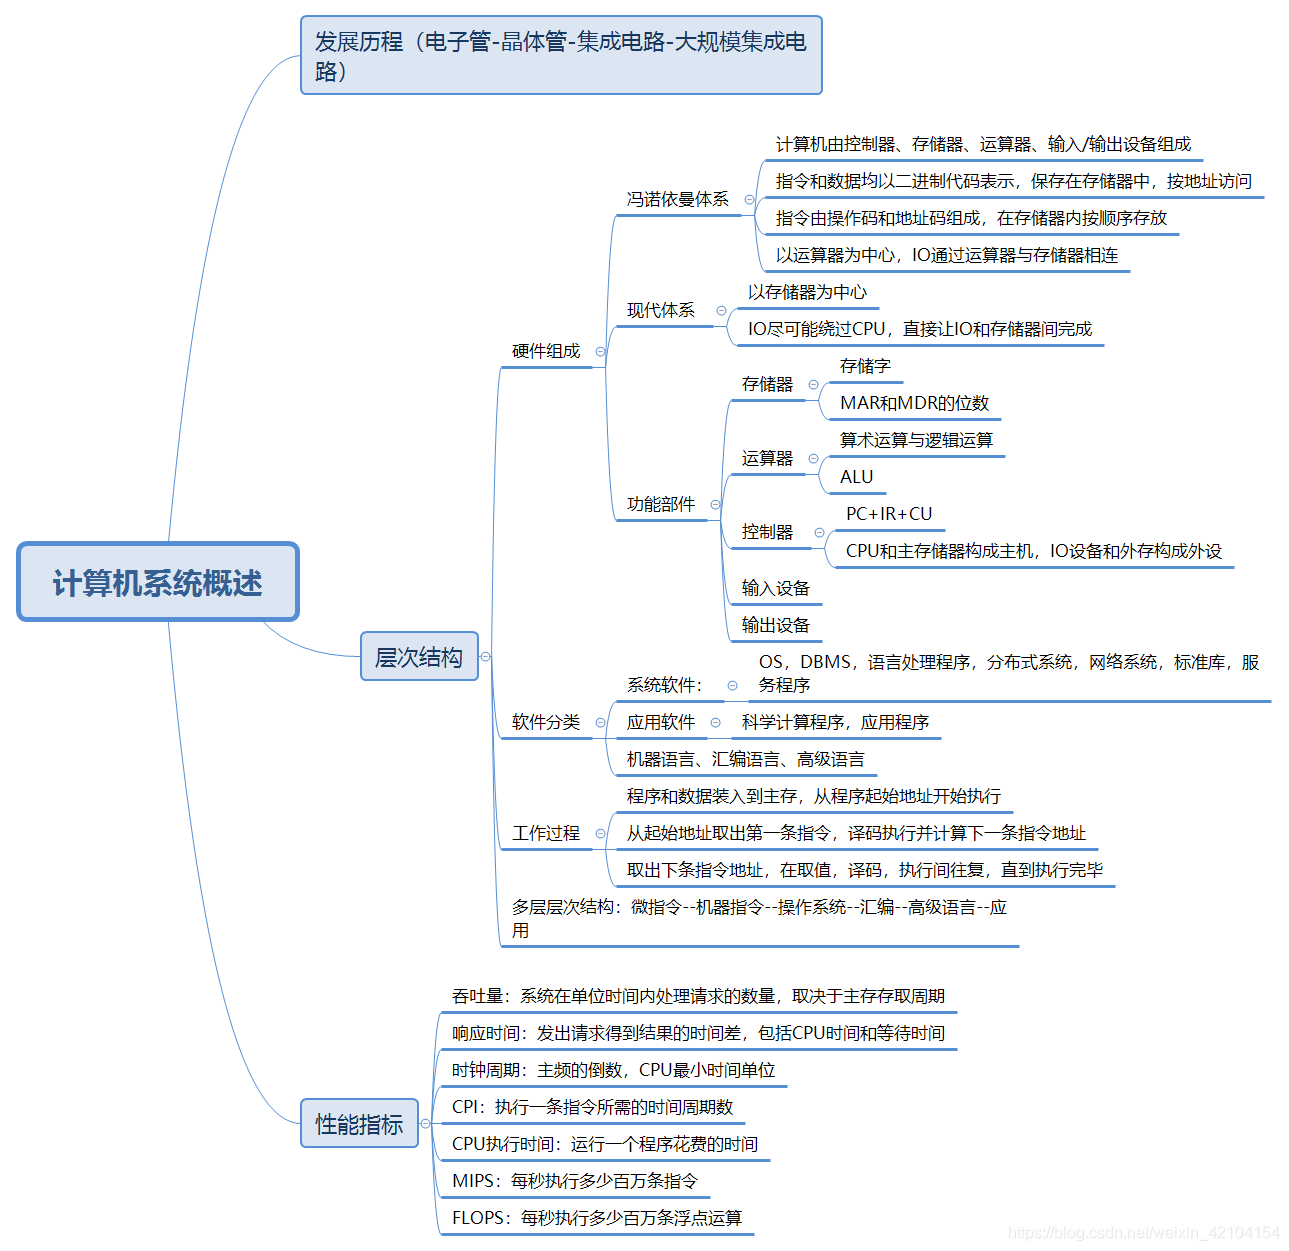 发展历程（电子管-晶体管-集成电路-大规模集成电
路）
计算机由控制器、存储器、运算器、输入/输出设备组成
指令和数据均以二进制代码表示，保存在存储器中，按地址访问
冯诺依曼体系
指令由操作码和地址码组成，在存储器内按顺序存放
以运算器为中心，IO通过运算器与存储器相连
以存储器为中心
现代体系
IO尽可能绕过CPU，直接让IO和存储器间完成
硬件组成
存储字
存储器
MAR和MDR的位数
算术运算与逻辑运算
运算器
ALU
功能部件
PC+IR+CU
控制器
CPU和主存储器构成主机，IO设备和外存构成外设
计算机系统概述
输入设备
输出设备
层次结构
OS，DBMS，语言处理程序，分布式系统，网络系统，标准库，服
务程序
系统软件：
软件分类
应用软件
科学计算程序，应用程序
机器语言、汇编语言、高级语言
程序和数据装入到主存，从程序起始地址开始执行
工作过程
从起始地址取出第一条指令，译码执行并计算下一条指令地址
取出下条指令地址，在取值，译码，执行间往复，直到执行完毕
多层层次结构：微指令--机器指令--操作系统--汇编--高级语言--应
用
吞吐量：系统在单位时间内处理请求的数量，取决于主存存取周期
响应时间：发出请求得到结果的时间差，包括CPU时间和等待时间
时钟周期：主频的倒数，CPU最小时间单位
CPI：执行一条指令所需的时间周期数
性能指标
CPU执行时间：运行一个程序花费的时间
MIPS：每秒执行多少百万条指令
FLOPS：每秒执行多少百万条浮点运算
https://blog.csdn.net/weixin_42104154